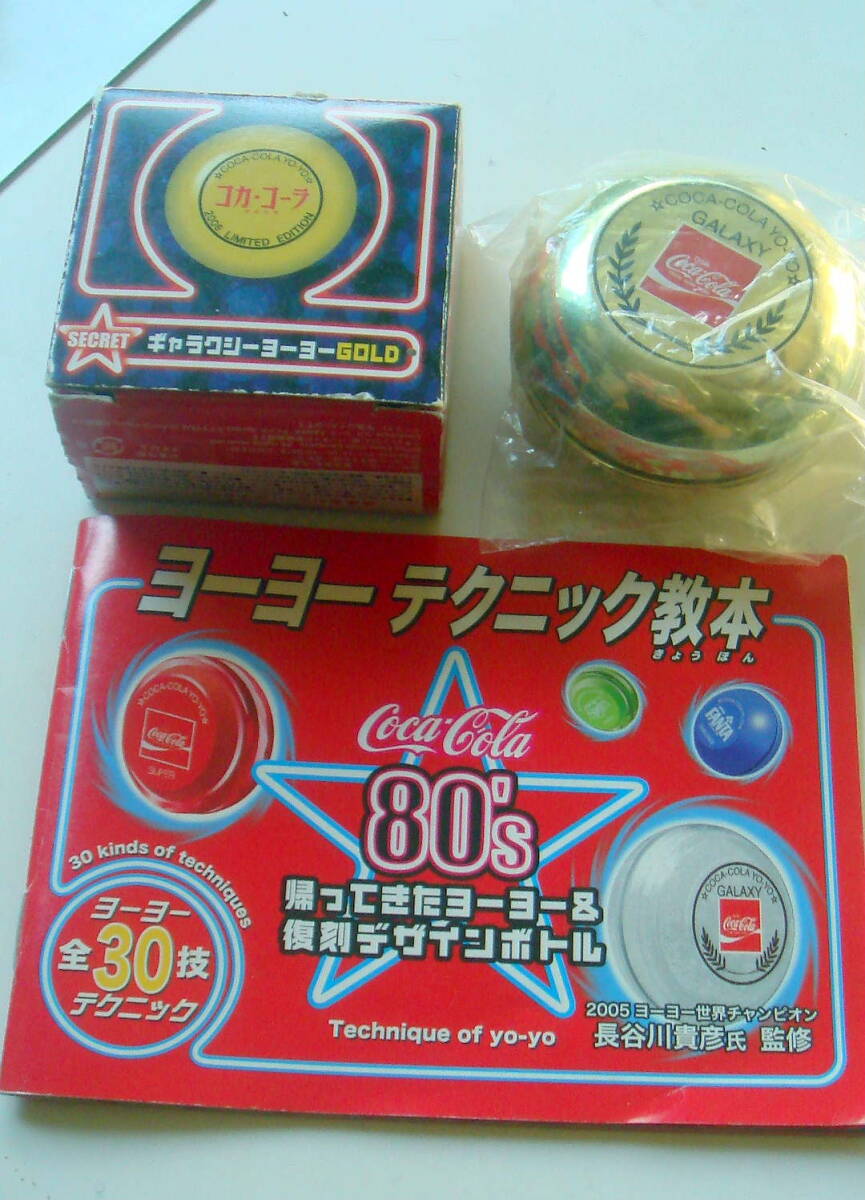 ☆COCA-COLA YO-YO☆
コカ・コーラ
2006 LIMITED EDITION
SECRET
ギャラクシーヨーヨーGOLD
☆COCA-COLA YO-YO☆
GALAXY
Coca-Cola
ヨーヨー テクニック教本
きょう ほん
☆COCA-COLA YO-YO☆
Coca-Cola
SUPER
FANTA
Coca-Cola
80's
帰ってきたヨーヨー&
復刻デザインボトル
30 kinds of techniques
ヨーヨー
全30技
テクニック
☆COCA-COLA YO-YO☆
GALAXY
Coca-Cola
Technique of yo-yo
2005 ヨーヨー世界チャンピオン
長谷川貴彦氏 監修